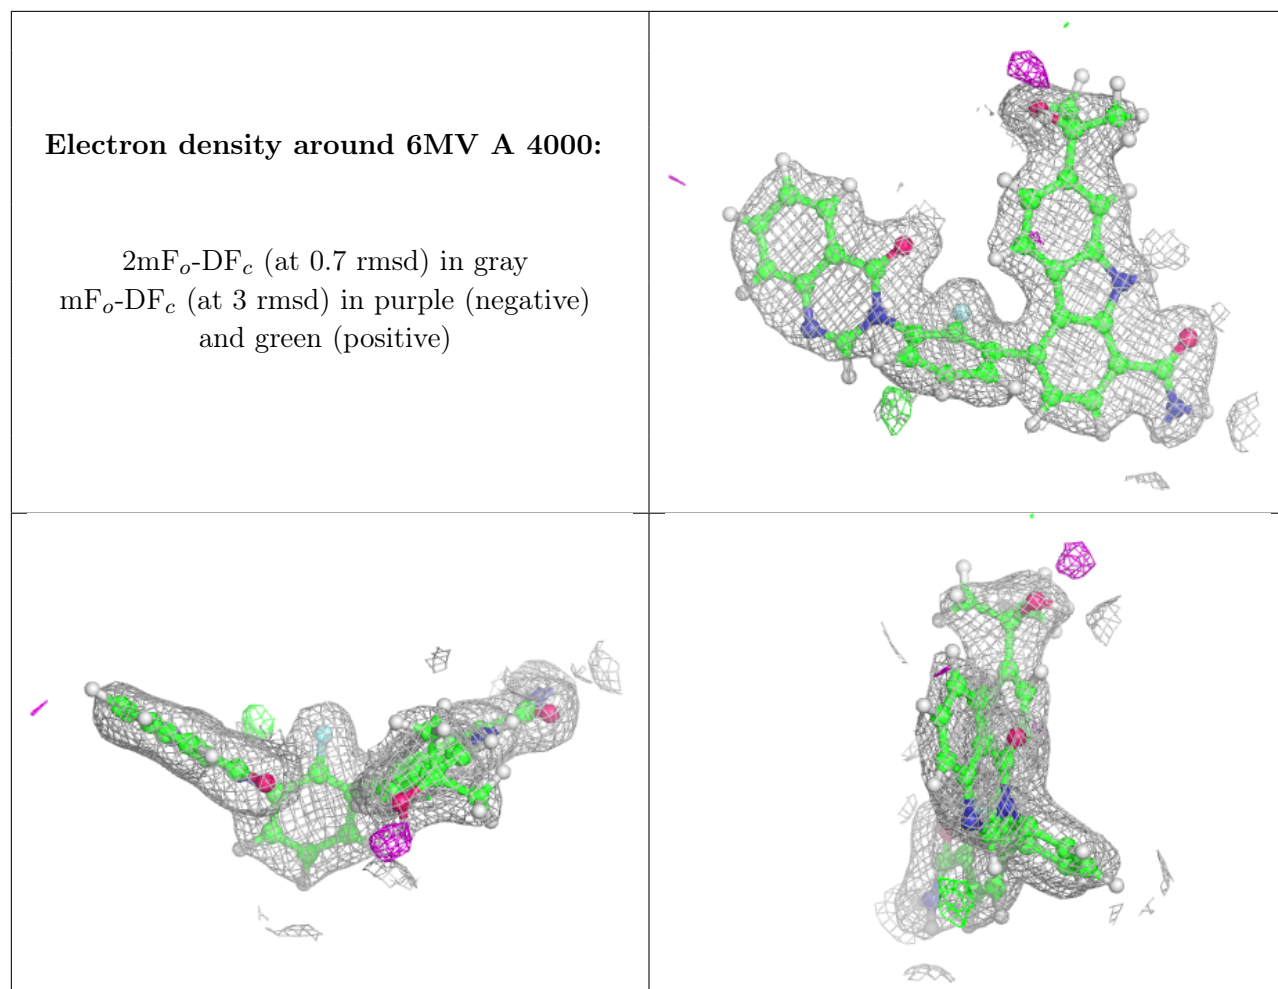 Electron density around 6MV A 4000:
2mFo-DFc (at 0.7 rmsd) in gray
mFo-DFc (at 3 rmsd) in purple (negative)
and green (positive)